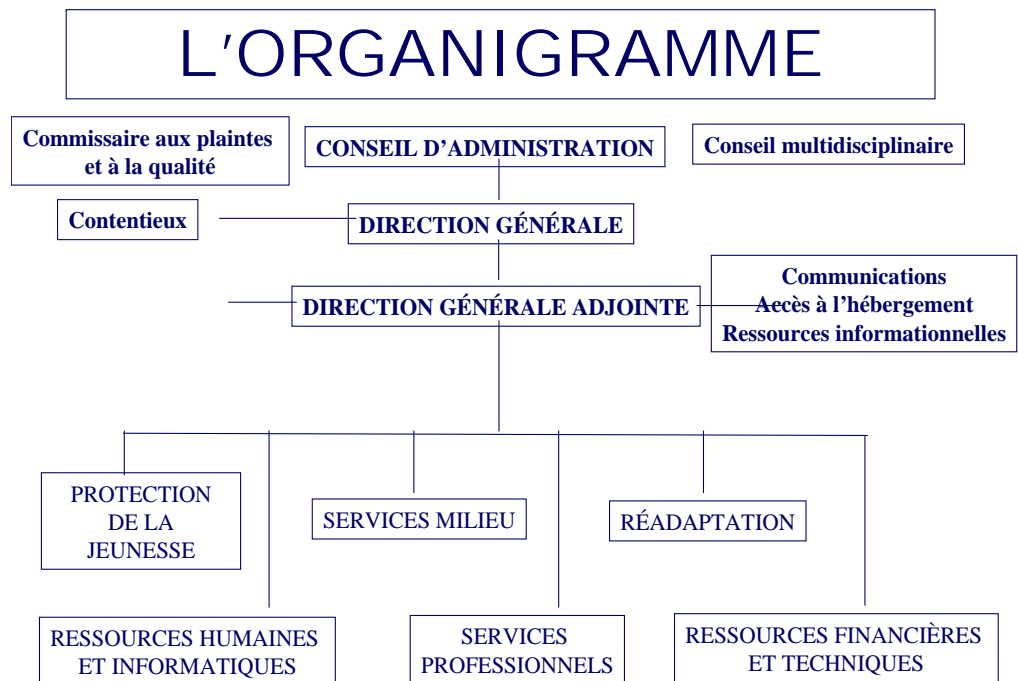 L'ORGANIGRAMME
Commissaire aux plaintes
et à la qualité
CONSEIL D'ADMINISTRATION
Conseil multidisciplinaire
Contentieux
DIRECTION GÉNÉRALE
DIRECTION GÉNÉRALE ADJOINTE
Communications
Accès à l'hébergement
Ressources informationnelles
PROTECTION
DE LA
JEUNESSE
SERVICES MILIEU
RÉADAPTATION
RESSOURCES HUMAINES
ET INFORMATIQUES
SERVICES
PROFESSIONNELS
RESSOURCES FINANCIÈRES
ET TECHNIQUES